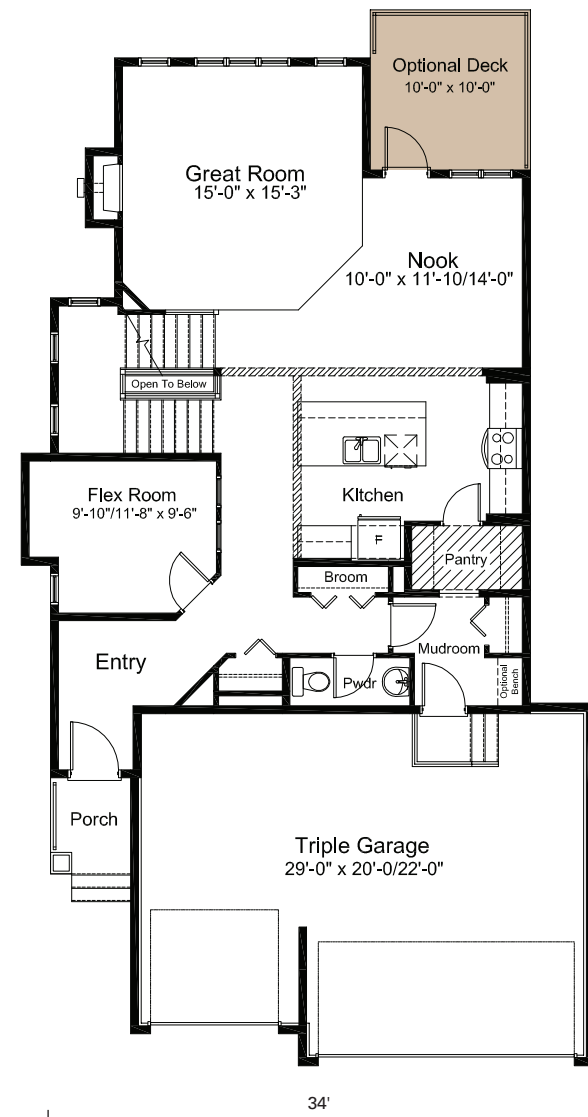 Optional Deck
10'-0" x 10'-0"
Great Room
15'-0" x 15'-3"
Nook
10'-0" x 11'-10/14'-0"
Open To Below
Flex Room
9'-10"/11'-8" x 9'-6"
KItchen
F
Pantry
Broom
Entry
Mudroom
Pwdr
Optional
Bench
Porch
Triple Garage
29'-0" x 20'-0/22'-0"
34'